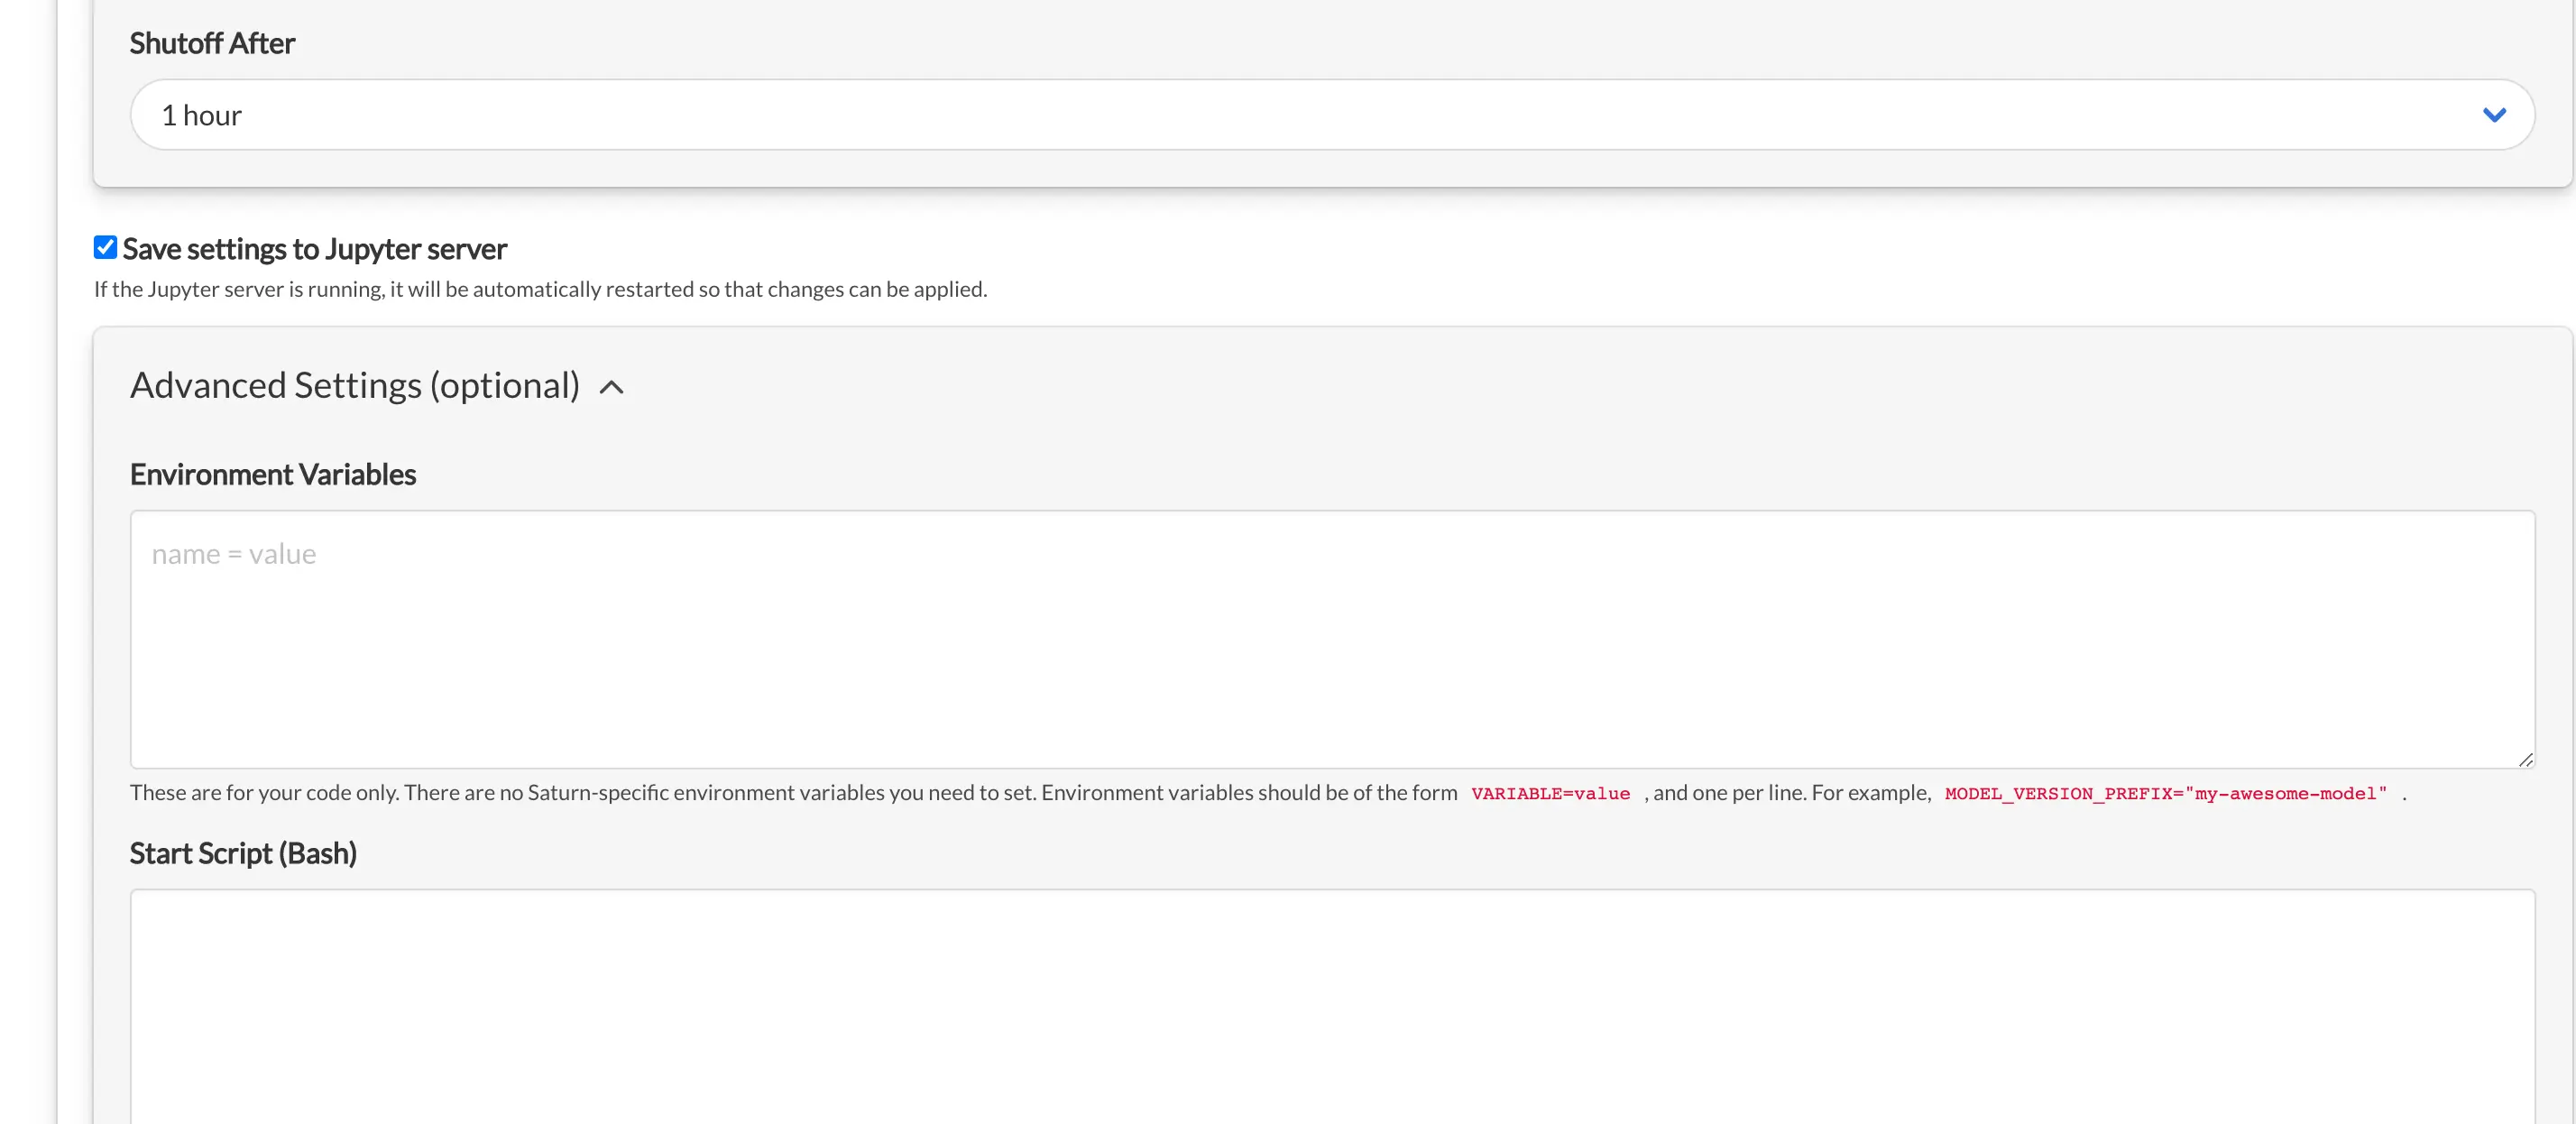 Shutoff After
1 hour
Save settings to Jupyter server
If the Jupyter server is running, it will be automatically restarted so that changes can be applied.
Advanced Settings (optional)
Environment Variables
name = value
These are for your code only. There are no Saturn-specific environment variables you need to set. Environment variables should be of the form VARIABLE=value , and one per line. For example, MODEL_VERSION_PREFIX="my-awesome-model" .
Start Script (Bash)